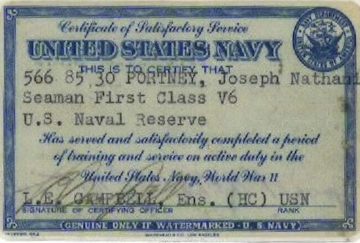 Certificate of Satisfactory Service
UNITED STATES NAVY
THIS IS TO CERTIFY THAT
566 85 30 PORTNEY, Joseph Nathani
Seaman First Class V6
U.S. Naval Reserve
Has served and satisfactorily completed a period
of training and service on active duty in the
United States Navy, World War II
L.E. CAMPBELL, Ens. (HC) USN
SIGNATURE OF CERTIFYING OFFICER RANK
(GENUINE ONLY IF WATERMARKED - U. S. NAVY)